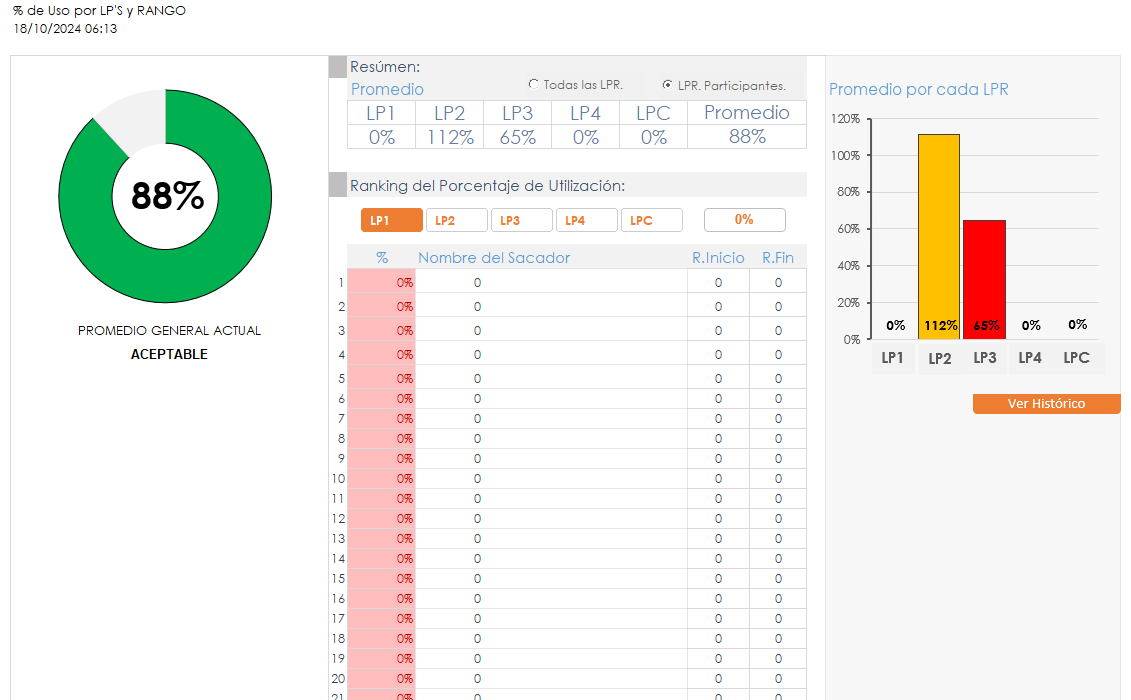 % de Uso por LP'S y RANGO
18/10/2024 06:13
88%
PROMEDIO GENERAL ACTUAL
ACEPTABLE
Resúmen:
Promedio
Todas las LPR.
LPR. Participantes.
LP1 LP2 LP3 LP4 LPC Promedio
0% 112% 65% 0% 0% 88%
Ranking del Porcentaje de Utilización:
LP1 LP2 LP3 LP4 LPC 0%
% Nombre del Sacador R.Inicio R.Fin
1 0% 0 0 0
2 0% 0 0 0
3 0% 0 0 0
4 0% 0 0 0
5 0% 0 0 0
6 0% 0 0 0
7 0% 0 0 0
8 0% 0 0 0
9 0% 0 0 0
10 0% 0 0 0
11 0% 0 0 0
12 0% 0 0 0
13 0% 0 0 0
14 0% 0 0 0
15 0% 0 0 0
16 0% 0 0 0
17 0% 0 0 0
18 0% 0 0 0
19 0% 0 0 0
20 0% 0 0 0
21 0% 0 0 0
Promedio por cada LPR
120%
100%
80%
60%
40%
20%
0%
0% 112% 65% 0% 0%
LP1 LP2 LP3 LP4 LPC
Ver Histórico